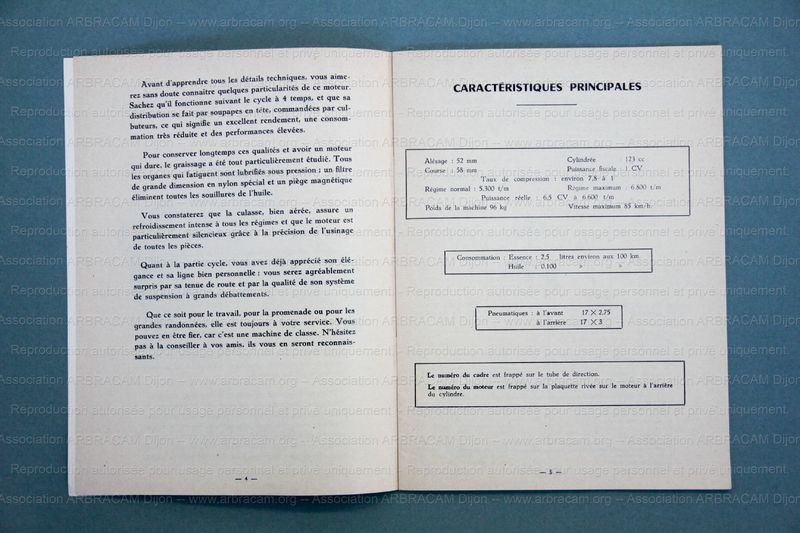 Avant d'apprendre tous les détails techniques, vous aime-
rez sans doute connaître quelques particularités de ce moteur.
Sachez qu'il fonctionne suivant le cycle à 4 temps, et que sa
distribution se fait par soupapes en tête, commandées par cul-
buteurs, ce qui signifie un excellent rendement, une consom-
mation très réduite et des performances élevées.
Pour conserver longtemps ces qualités et avoir un moteur
qui dure, le graissage a été tout particulièrement étudié. Tous
les organes qui fatiguent sont lubrifiés sous pression ; un filtre
de grande dimension en nylon spécial et un piège magnétique
éliminent toutes les souillures de l'huile.
Vous constaterez que la culasse, bien aérée, assure un
refroidissement intense à tous les régimes et que le moteur est
particulièrement silencieux grâce à la précision de l'usinage
de toutes les pièces.
Quant à la partie cycle, vous avez déjà apprécié son élé-
gance et sa ligne bien personnelle ; vous serez agréablement
surpris par sa tenue de route et par la qualité de son système
de suspension à grands débattements.
Que ce soit pour le travail, pour la promenade ou pour les
grandes randonnées, elle est toujours à votre service. Vous
pouvez en être fier, car c'est une machine de classe. N'hésitez
pas à la conseiller à vos amis, ils vous en seront reconnais-
sants.
— 4 —
CARACTÉRISTIQUES PRINCIPALES
Alésage : 52 mm Cylindrée : 123 cc
Course : 58 mm Puissance fiscale : 1 CV
Taux de compression : environ 7,8 à 1
Régime normal : 5.300 t/m Régime maximum : 6.800 t/m
Puissance réelle : 6,5 CV à 6.600 t/m
Poids de la machine 96 kg Vitesse maximum 85 km/h.
Consommation : Essence : 2,5 litres environ aux 100 km.
Huile : 0,100 » » »
Pneumatiques : à l'avant 17 X 2,75
à l'arrière 17 X 3
Le numéro du cadre est frappé sur le tube de direction.
Le numéro du moteur est frappé sur la plaquette rivée sur le moteur à l'arrière
du cylindre.
— 5 —
Association ARBRACAM Dijon -- www.arbracam.org -- Association ARBRACAM Dijon
Reproduction autorisée pour usage personnel et privé uniquement.